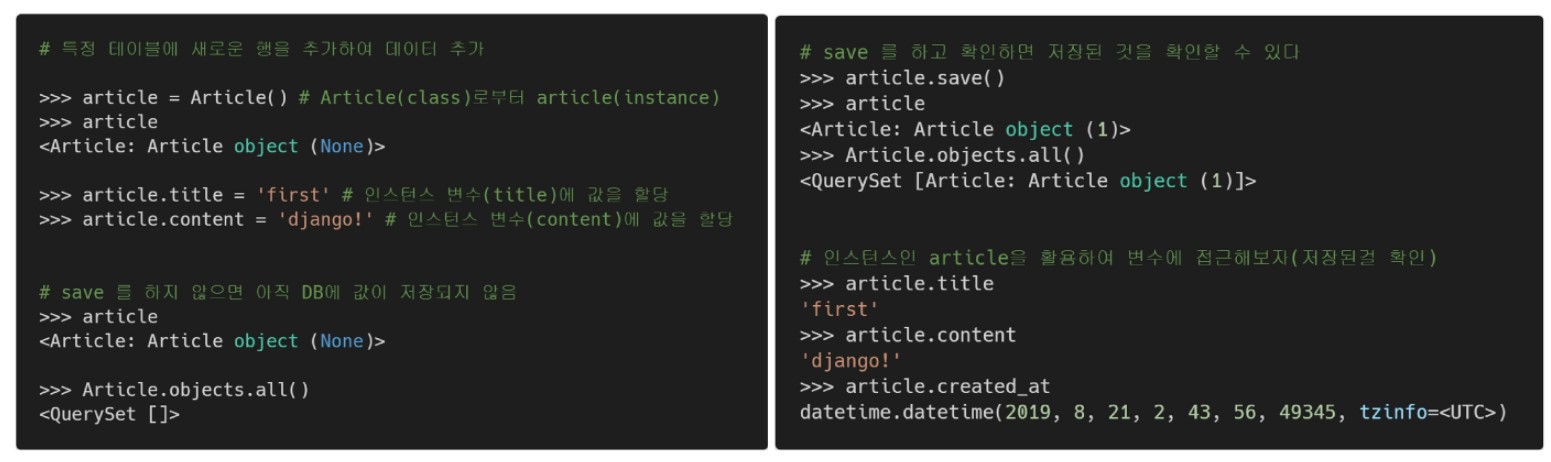 # 특정 테이블에 새로운 행을 추가하여 데이터 추가
>>> article = Article() # Article(class)로부터 article(instance)
>>> article
<Article: Article object (None)>
>>> article.title = 'first' # 인스턴스 변수(title)에 값을 할당
>>> article.content = 'django!' # 인스턴스 변수(content)에 값을 할당
# save 를 하지 않으면 아직 DB에 값이 저장되지 않음
>>> article
<Article: Article object (None)>
>>> Article.objects.all()
<QuerySet []>
# save 를 하고 확인하면 저장된 것을 확인할 수 있다
>>> article.save()
>>> article
<Article: Article object (1)>
>>> Article.objects.all()
<QuerySet [Article: Article object (1)]>
# 인스턴스인 article을 활용하여 변수에 접근해보자(저장된걸 확인)
>>> article.title
'first'
>>> article.content
'django!'
>>> article.created_at
datetime.datetime(2019, 8, 21, 2, 43, 56, 49345, tzinfo=<UTC>)